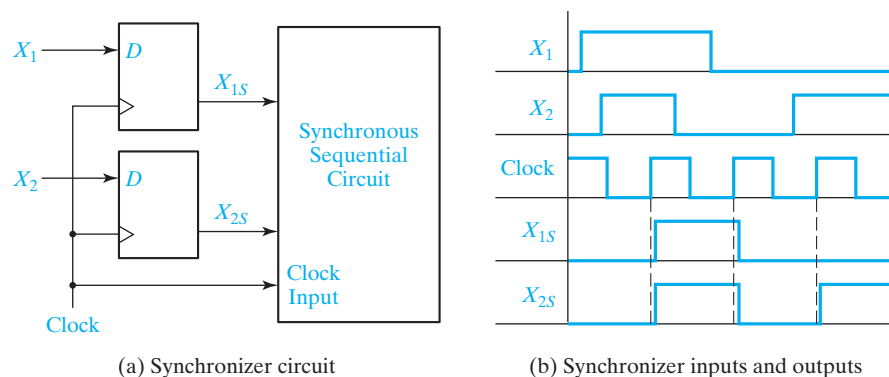 X1
D
X1S
Synchronous
Sequential
Circuit
X2
D
X2S
Clock
Input
Clock
(a) Synchronizer circuit
X1
X2
Clock
X1S
X2S
(b) Synchronizer inputs and outputs